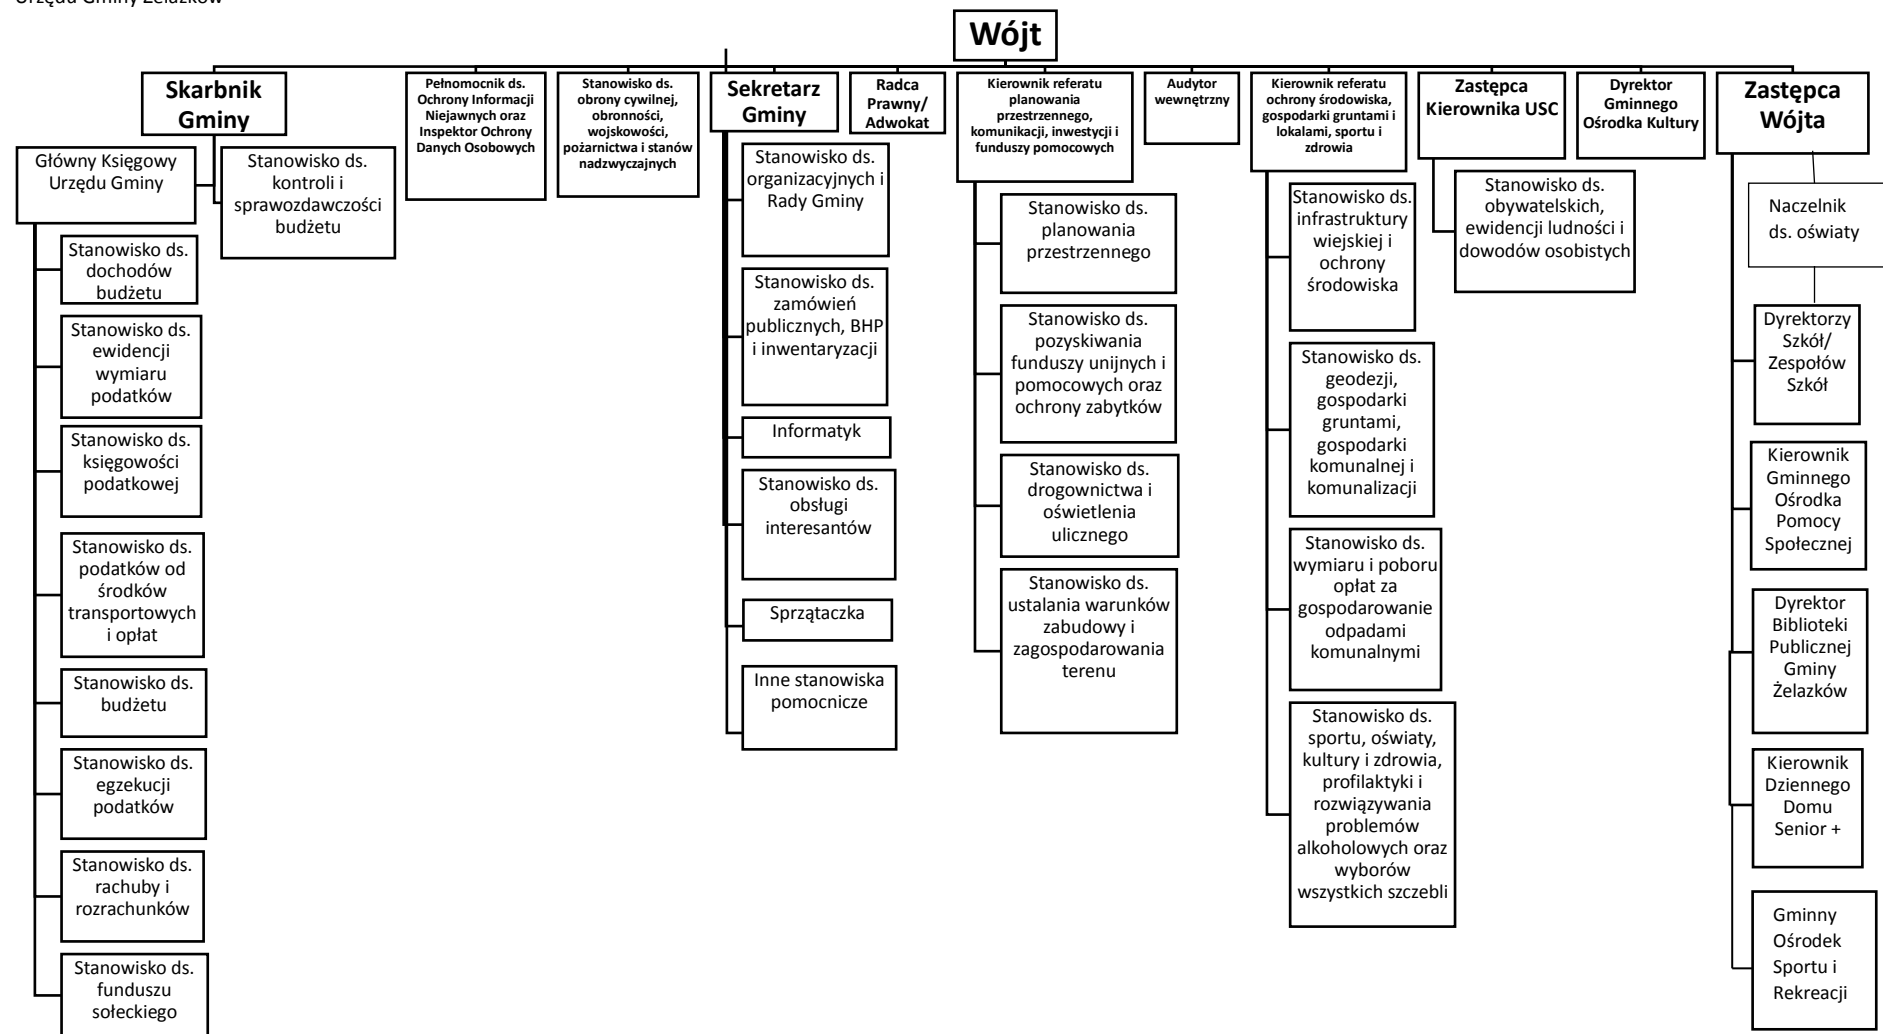 Urzędu Gminy Żelazków
Wójt
Skarbnik
Gminy
Pełnomocnik ds.
Ochrony Informacji
Niejawnych oraz
Inspektor Ochrony
Danych Osobowych
Stanowisko ds.
obrony cywilnej,
obronności,
wojskowości,
pożarnictwa i stanów
nadzwyczajnych
Sekretarz
Gminy
Radca
Prawny/
Adwokat
Kierownik referatu
planowania
przestrzennego,
komunikacji, inwestycji i
funduszy pomocowych
Audytor
wewnętrzny
Kierownik referatu
ochrony środowiska,
gospodarki gruntami i
lokalami, sportu i
zdrowia
Zastępca
Kierownika USC
Dyrektor
Gminnego
Ośrodka Kultury
Zastępca
Wójta
Główny Księgowy
Urzędu Gminy
Stanowisko ds.
kontroli i
sprawozdawczości
budżetu
Stanowisko ds.
dochodów
budżetu
Stanowisko ds.
ewidencji
wymiaru
podatków
Stanowisko ds.
księgowości
podatkowej
Stanowisko ds.
podatków od
środków
transportowych
i opłat
Stanowisko ds.
budżetu
Stanowisko ds.
egzekucji
podatków
Stanowisko ds.
rachuby i
rozrachunków
Stanowisko ds.
funduszu
sołeckiego
Stanowisko ds.
organizacyjnych i
Rady Gminy
Stanowisko ds.
zamówień
publicznych, BHP
i inwentaryzacji
Informatyk
Stanowisko ds.
obsługi
interesantów
Sprzątaczka
Inne stanowiska
pomocnicze
Stanowisko ds.
planowania
przestrzennego
Stanowisko ds.
pozyskiwania
funduszy unijnych i
pomocowych oraz
ochrony zabytków
Stanowisko ds.
drogownictwa i
oświetlenia
ulicznego
Stanowisko ds.
ustalania warunków
zabudowy i
zagospodarowania
terenu
Stanowisko ds.
infrastruktury
wiejskiej i
ochrony
środowiska
Stanowisko ds.
geodezji,
gospodarki
gruntami,
gospodarki
komunalnej i
komunalizacji
Stanowisko ds.
wymiaru i poboru
opłat za
gospodarowanie
odpadami
komunalnymi
Stanowisko ds.
sportu, oświaty,
kultury i zdrowia,
profilaktyki i
rozwiązywania
problemów
alkoholowych oraz
wyborów
wszystkich szczebli
Stanowisko ds.
obywatelskich,
ewidencji ludności i
dowodów osobistych
Naczelnik
ds. oświaty
Dyrektorzy
Szkół/
Zespołów
Szkół
Kierownik
Gminnego
Ośrodka
Pomocy
Społecznej
Dyrektor
Biblioteki
Publicznej
Gminy
Żelazków
Kierownik
Dziennego
Domu
Senior +
Gminny
Ośrodek
Sportu i
Rekreacji